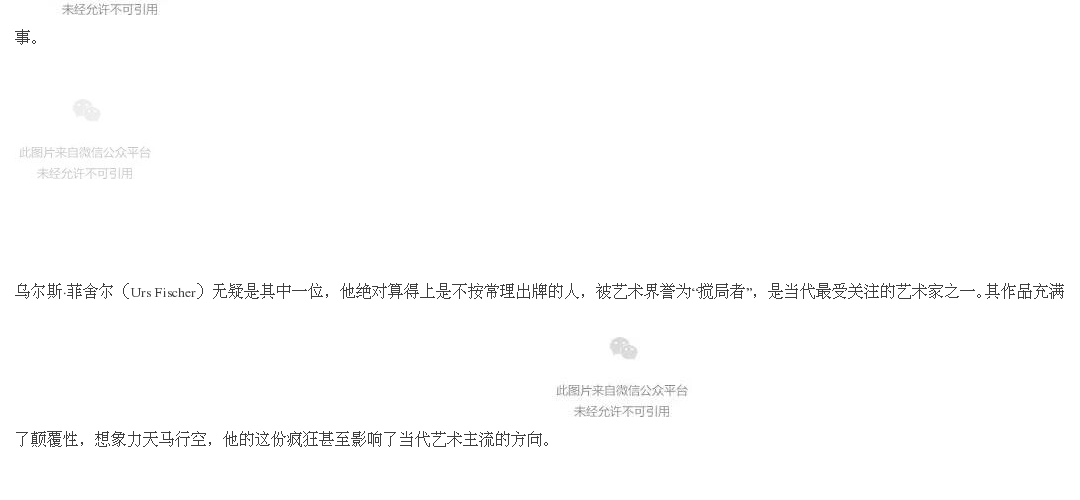 未经允许不可引用
事。
此图片来自微信公众平台
未经允许不可引用
乌尔斯·菲舍尔（Urs Fischer）无疑是其中一位，他绝对算得上是不按常理出牌的人，被艺术界誉为“搅局者”，是当代最受关注的艺术家之一。其作品充满
此图片来自微信公众平台
未经允许不可引用
了颠覆性，想象力天马行空，他的这份疯狂甚至影响了当代艺术主流的方向。